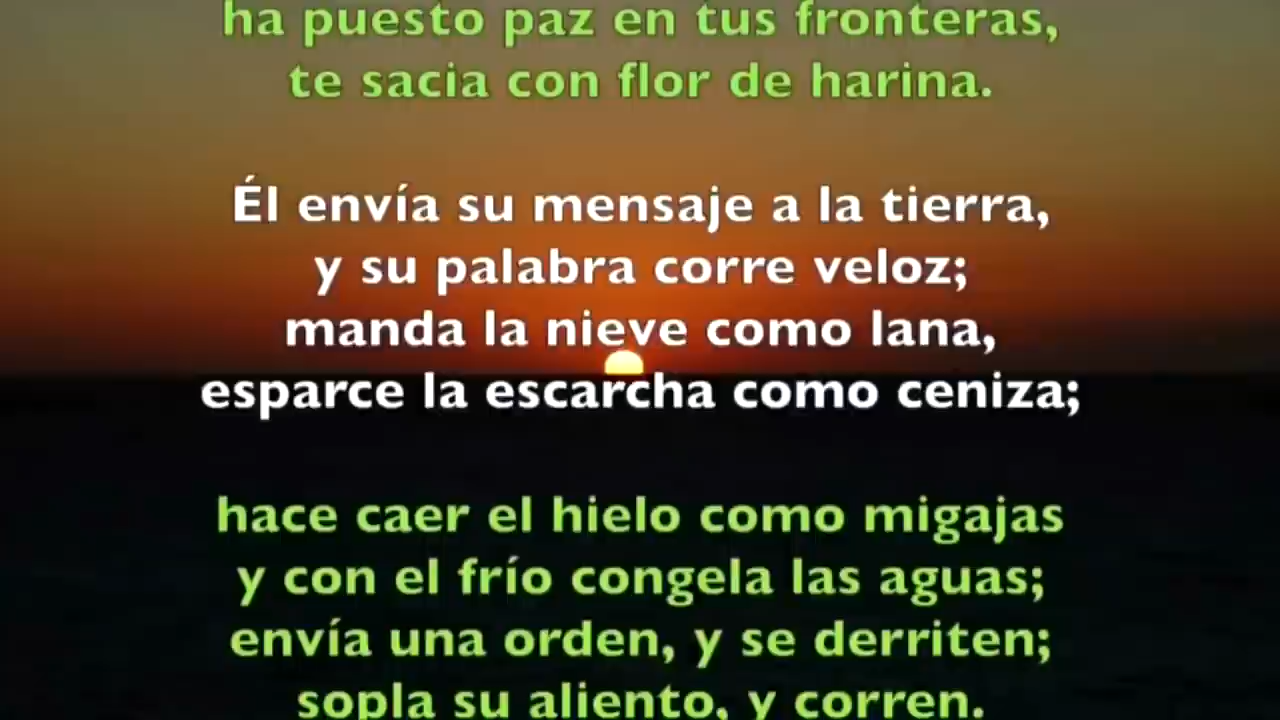 ha puesto paz en tus fronteras,
te sacia con flor de harina.
Él envía su mensaje a la tierra,
y su palabra corre veloz;
manda la nieve como lana,
esparce la escarcha como ceniza;
hace caer el hielo como migajas
y con el frío congela las aguas;
envía una orden, y se derriten;
sopla su aliento, y corren.